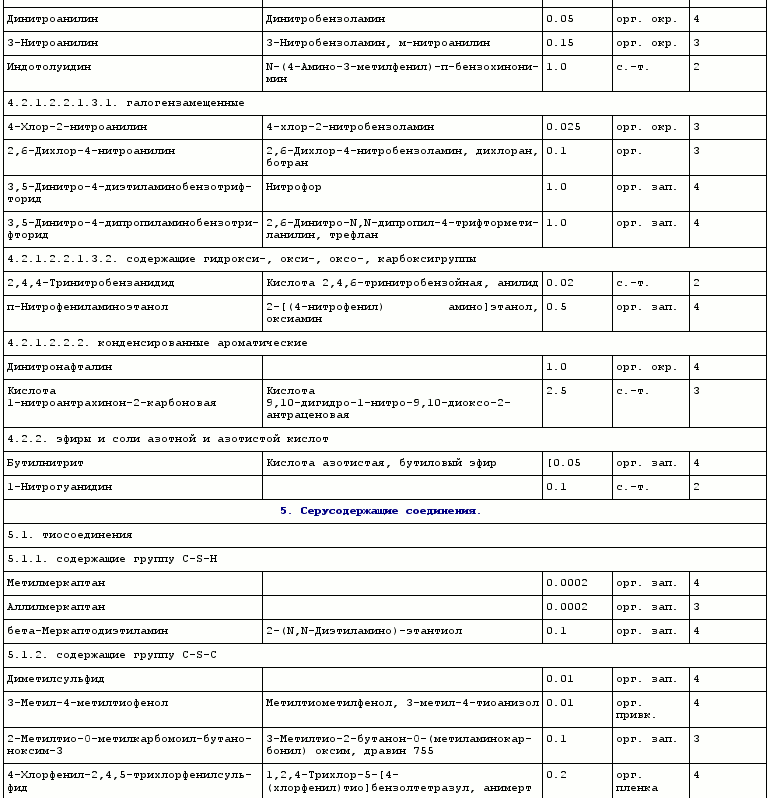 Динитроанилин Динитробензоламин 0.05 орг. окр. 4
3-Нитроанилин 3-Нитробензоламин, м-нитроанилин 0.15 орг. окр. 3
Индотолуидин N-(4-Амино-3-метилфенил)-п-бензохинони- 1.0 с.-т. 2
мин
4.2.1.2.2.1.3.1. галогензамещенные
4-Хлор-2-нитроанилин 4-хлор-2-нитробензоламин 0.025 орг. окр. 3
2,6-Дихлор-4-нитроанилин 2,6-Дихлор-4-нитробензоламин, дихлоран, 0.1 орг. 3
ботран
3,5-Динитро-4-диэтиламинобензотриф- Нитрофор 1.0 орг. зап. 4
торид
3,5-Динитро-4-дипропиламинобензотри- 2,6-Динитро-N,N-дипропил-4-трифтормети- 1.0 орг. зап. 4
фторид ланилин, трефлан
4.2.1.2.2.1.3.2. содержащие гидрокси-, окси-, оксо-, карбоксигруппы
2,4,4-Тринитробензанидид Кислота 2,4,6-тринитробензойная, анилид 0.02 с.-т. 2
п-Нитрофениламиноэтанол 2-[(4-нитрофенил) амино]этанол, 0.5 орг. зап. 4
оксиамин
4.2.1.2.2.2. конденсированные ароматические
Динитронафталин 1.0 орг. окр. 4
Кислота Кислота 2.5 с.-т. 3
1-нитроантрахинон-2-карбоновая 9,10-дигидро-1-нитро-9,10-диоксо-2-
антраценовая
4.2.2. эфиры и соли азотной и азотистой кислот
Бутилнитрит Кислота азотистая, бутиловый эфир [0.05 орг. зап. 4
1-Нитрогуанидин 0.1 с.-т. 2
5. Серусодержащие соединения.
5.1. тиосоединения
5.1.1. содержащие группу C-S-H
Метилмеркаптан 0.0002 орг. зап. 4
Аллилмеркаптан 0.0002 орг. зап. 3
бета-Меркаптодиэтиламин 2-(N,N-Диэтиламино)-этантиол 0.1 орг. зап. 4
5.1.2. содержащие группу C-S-C
Диметилсульфид 0.01 орг. зап. 4
3-Метил-4-метилтиофенол Метилтиометилфенол, 3-метил-4-тиоанизол 0.01 орг. 4
привк.
2-Метилтио-О-метилкарбомоил-бутано- 3-Метилтио-2-бутанон-О-(метиламинокар- 0.1 орг. зап. 3
ноксим-3 бонил) оксим, дравин 755
4-Хлорфенил-2,4,5-трихлорфенилсуль- 1,2,4-Трихлор-5-[4- 0.2 орг. 4
фид (хлорфенил)тио]бензолтетразул, анимерт пленка